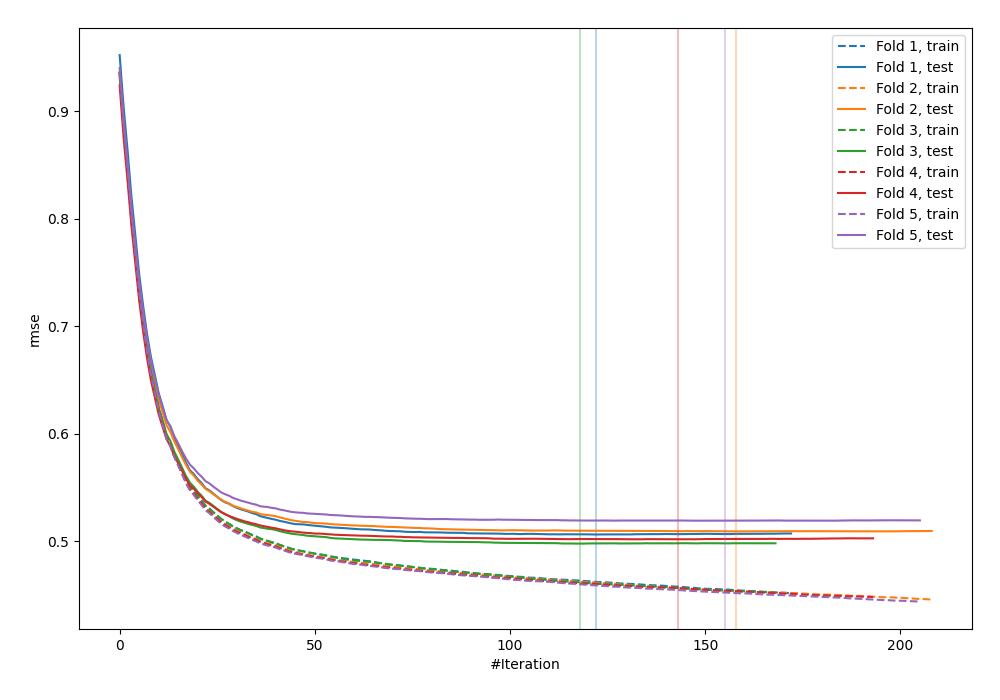 0.9
0.8
0.7
0.6
0.5
rmse
0
50
100
150
200
#Iteration
Fold 1, train
Fold 1, test
Fold 2, train
Fold 2, test
Fold 3, train
Fold 3, test
Fold 4, train
Fold 4, test
Fold 5, train
Fold 5, test